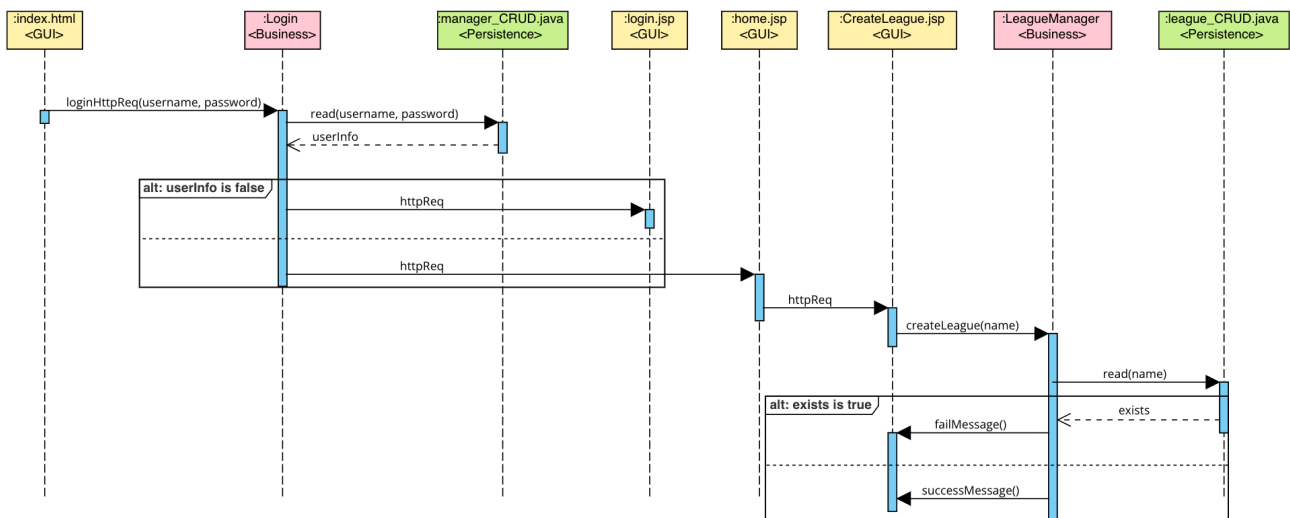 :index.html
<GUI>
:Login
<Business>
:manager_CRUD.java
<Persistence>
:login.jsp
<GUI>
:home.jsp
<GUI>
:CreateLeague.jsp
<GUI>
:LeagueManager
<Business>
:league_CRUD.java
<Persistence>
loginHttpReq(username, password)
read(username, password)
userInfo
alt: userInfo is false
httpReq
httpReq
httpReq
createLeague(name)
read(name)
alt: exists is true
exists
failMessage()
successMessage()